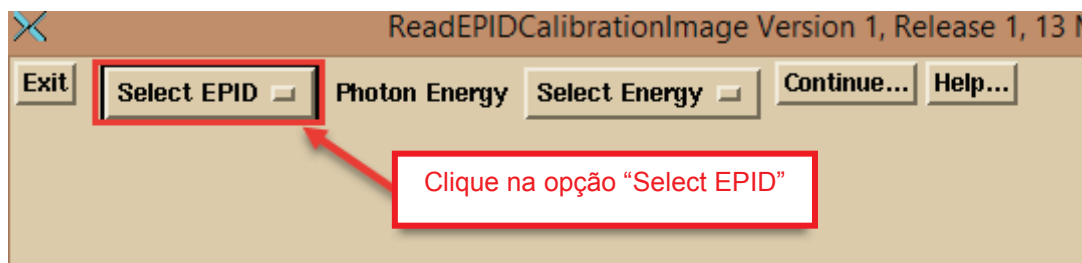 ReadEPIDCalibrationImage Version 1, Release 1, 13
Exit Select EPID Photon Energy Select Energy Continue... Help...
Clique na opção “Select EPID”